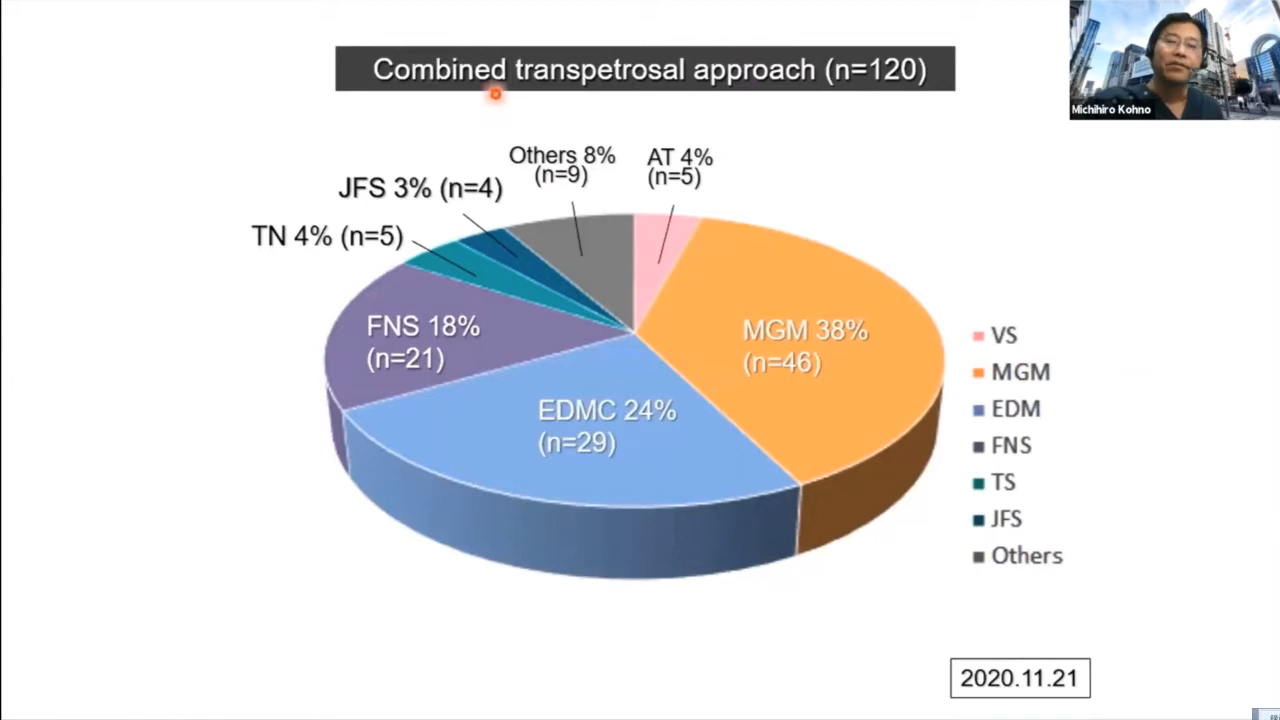 Combined transpetrosal approach (n=120)
Michihiro Kohno
Others 8%
(n=9)
AT 4%
(n=5)
JFS 3% (n=4)
TN 4% (n=5)
FNS 18%
(n=21)
MGM 38%
(n=46)
EDMC 24%
(n=29)
VS
MGM
EDM
FNS
TS
JFS
Others
2020.11.21